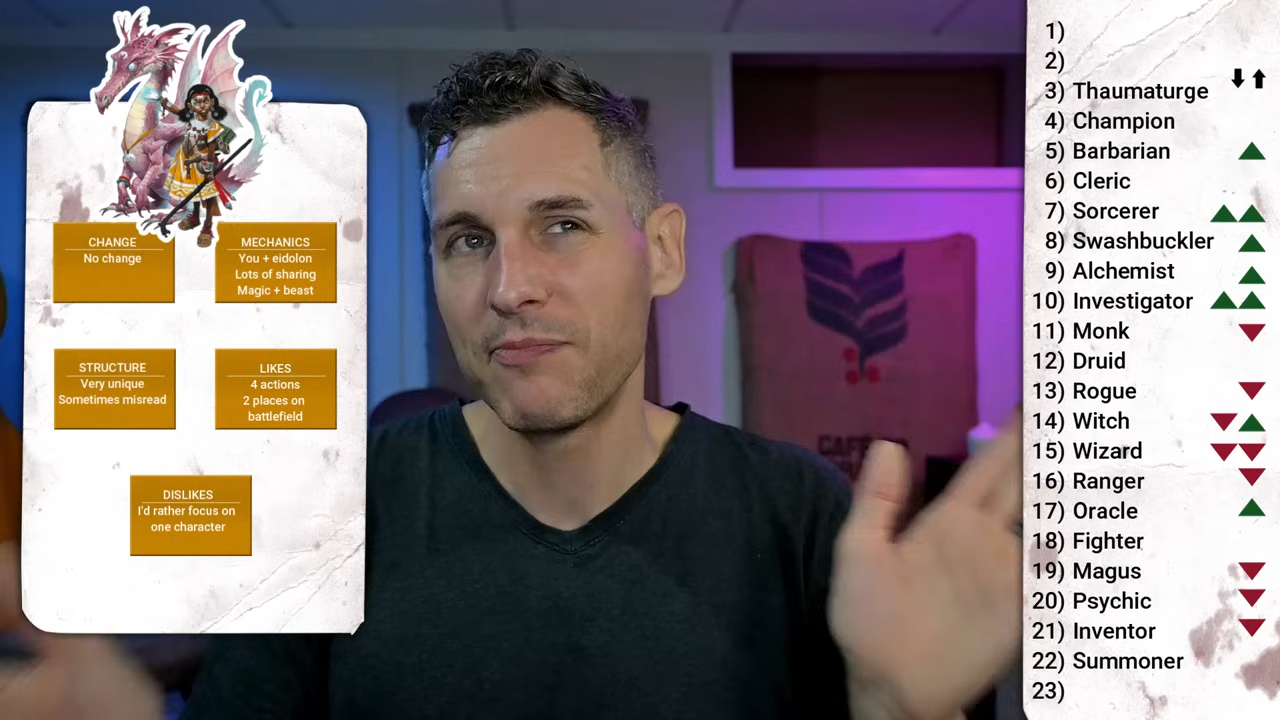 CHANGE
No change
MECHANICS
You + eidolon
Lots of sharing
Magic + beast
STRUCTURE
Very unique
Sometimes misread
LIKES
4 actions
2 places on
battlefield
DISLIKES
I'd rather focus on
one character
1)
2)
3) Thaumaturge
4) Champion
5) Barbarian
6) Cleric
7) Sorcerer
8) Swashbuckler
9) Alchemist
10) Investigator
11) Monk
12) Druid
13) Rogue
14) Witch
15) Wizard
16) Ranger
17) Oracle
18) Fighter
19) Magus
20) Psychic
21) Inventor
22) Summoner
23)